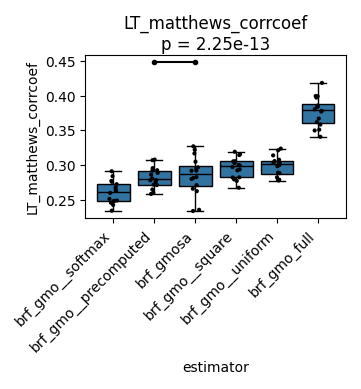 LT_matthews_corrcoef
p = 2.25e-13
LT_matthews_corrcoef
0.45
0.40
0.35
0.30
0.25
brf_gmo__softmax
brf_gmo__precomputed
brf_gmosa
brf_gmo__square
brf_gmo__uniform
brf_gmo_full
estimator